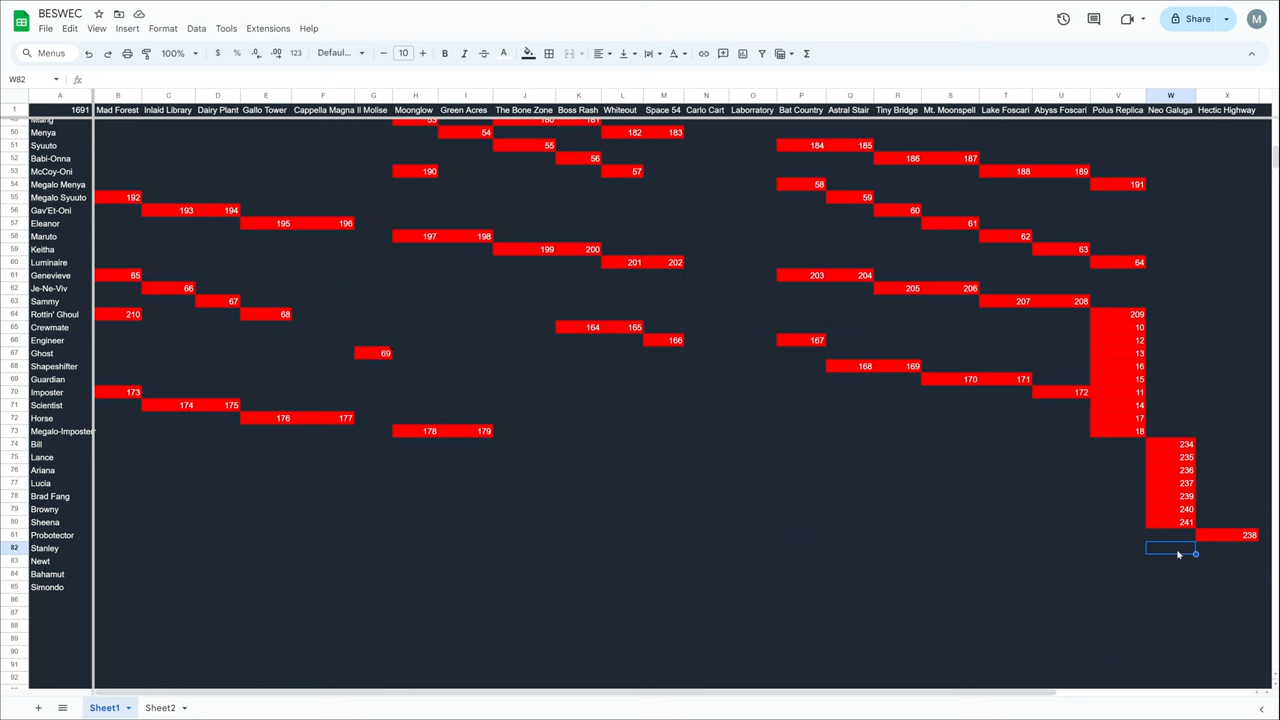 BESWEC
File Edit View Insert Format Data Tools Extensions Help
Share
M
Menus 100% $ % .0 .00 123 Defaul... 10 B I A
W82 fx
A B C D E F G H I J K L M N O P Q R S T U V W X
1 1691 Mad Forest Inlaid Library Dairy Plant Gallo Tower Cappella Magna Il Molise Moonglow Green Acres The Bone Zone Boss Rash Whiteout Space 54 Carlo Cart Laborratory Bat Country Astral Stair Tiny Bridge Mt. Moonspell Lake Foscari Abyss Foscari Polus Replica Neo Galuga Hectic Highway
50 Menya 54 182 183
51 Syuuto 55 184 185
52 Babi-Onna 56 186 187
53 McCoy-Oni 190 57 188 189
54 Megalo Menya 58 191
55 Megalo Syuuto 192 59
56 Gav'Et-Oni 193 194 60
57 Eleanor 195 196 61
58 Maruto 197 198 62
59 Keitha 199 200 63
60 Luminaire 201 202 64
61 Genevieve 65 203 204
62 Je-Ne-Viv 66 205 206
63 Sammy 67 207 208
64 Rottin' Ghoul 210 68 209
65 Crewmate 164 165 10
66 Engineer 166 167 12
67 Ghost 69 13
68 Shapeshifter 168 169 16
69 Guardian 170 171 15
70 Imposter 173 172 11
71 Scientist 174 175 14
72 Horse 176 177 17
73 Megalo-Imposter 178 179 18
74 Bill 234
75 Lance 235
76 Ariana 236
77 Lucia 237
78 Brad Fang 239
79 Browny 240
80 Sheena 241
81 Probotector 238
82 Stanley
83 Newt
84 Bahamut
85 Simondo
86
87
88
89
90
91
92
Sheet1 Sheet2